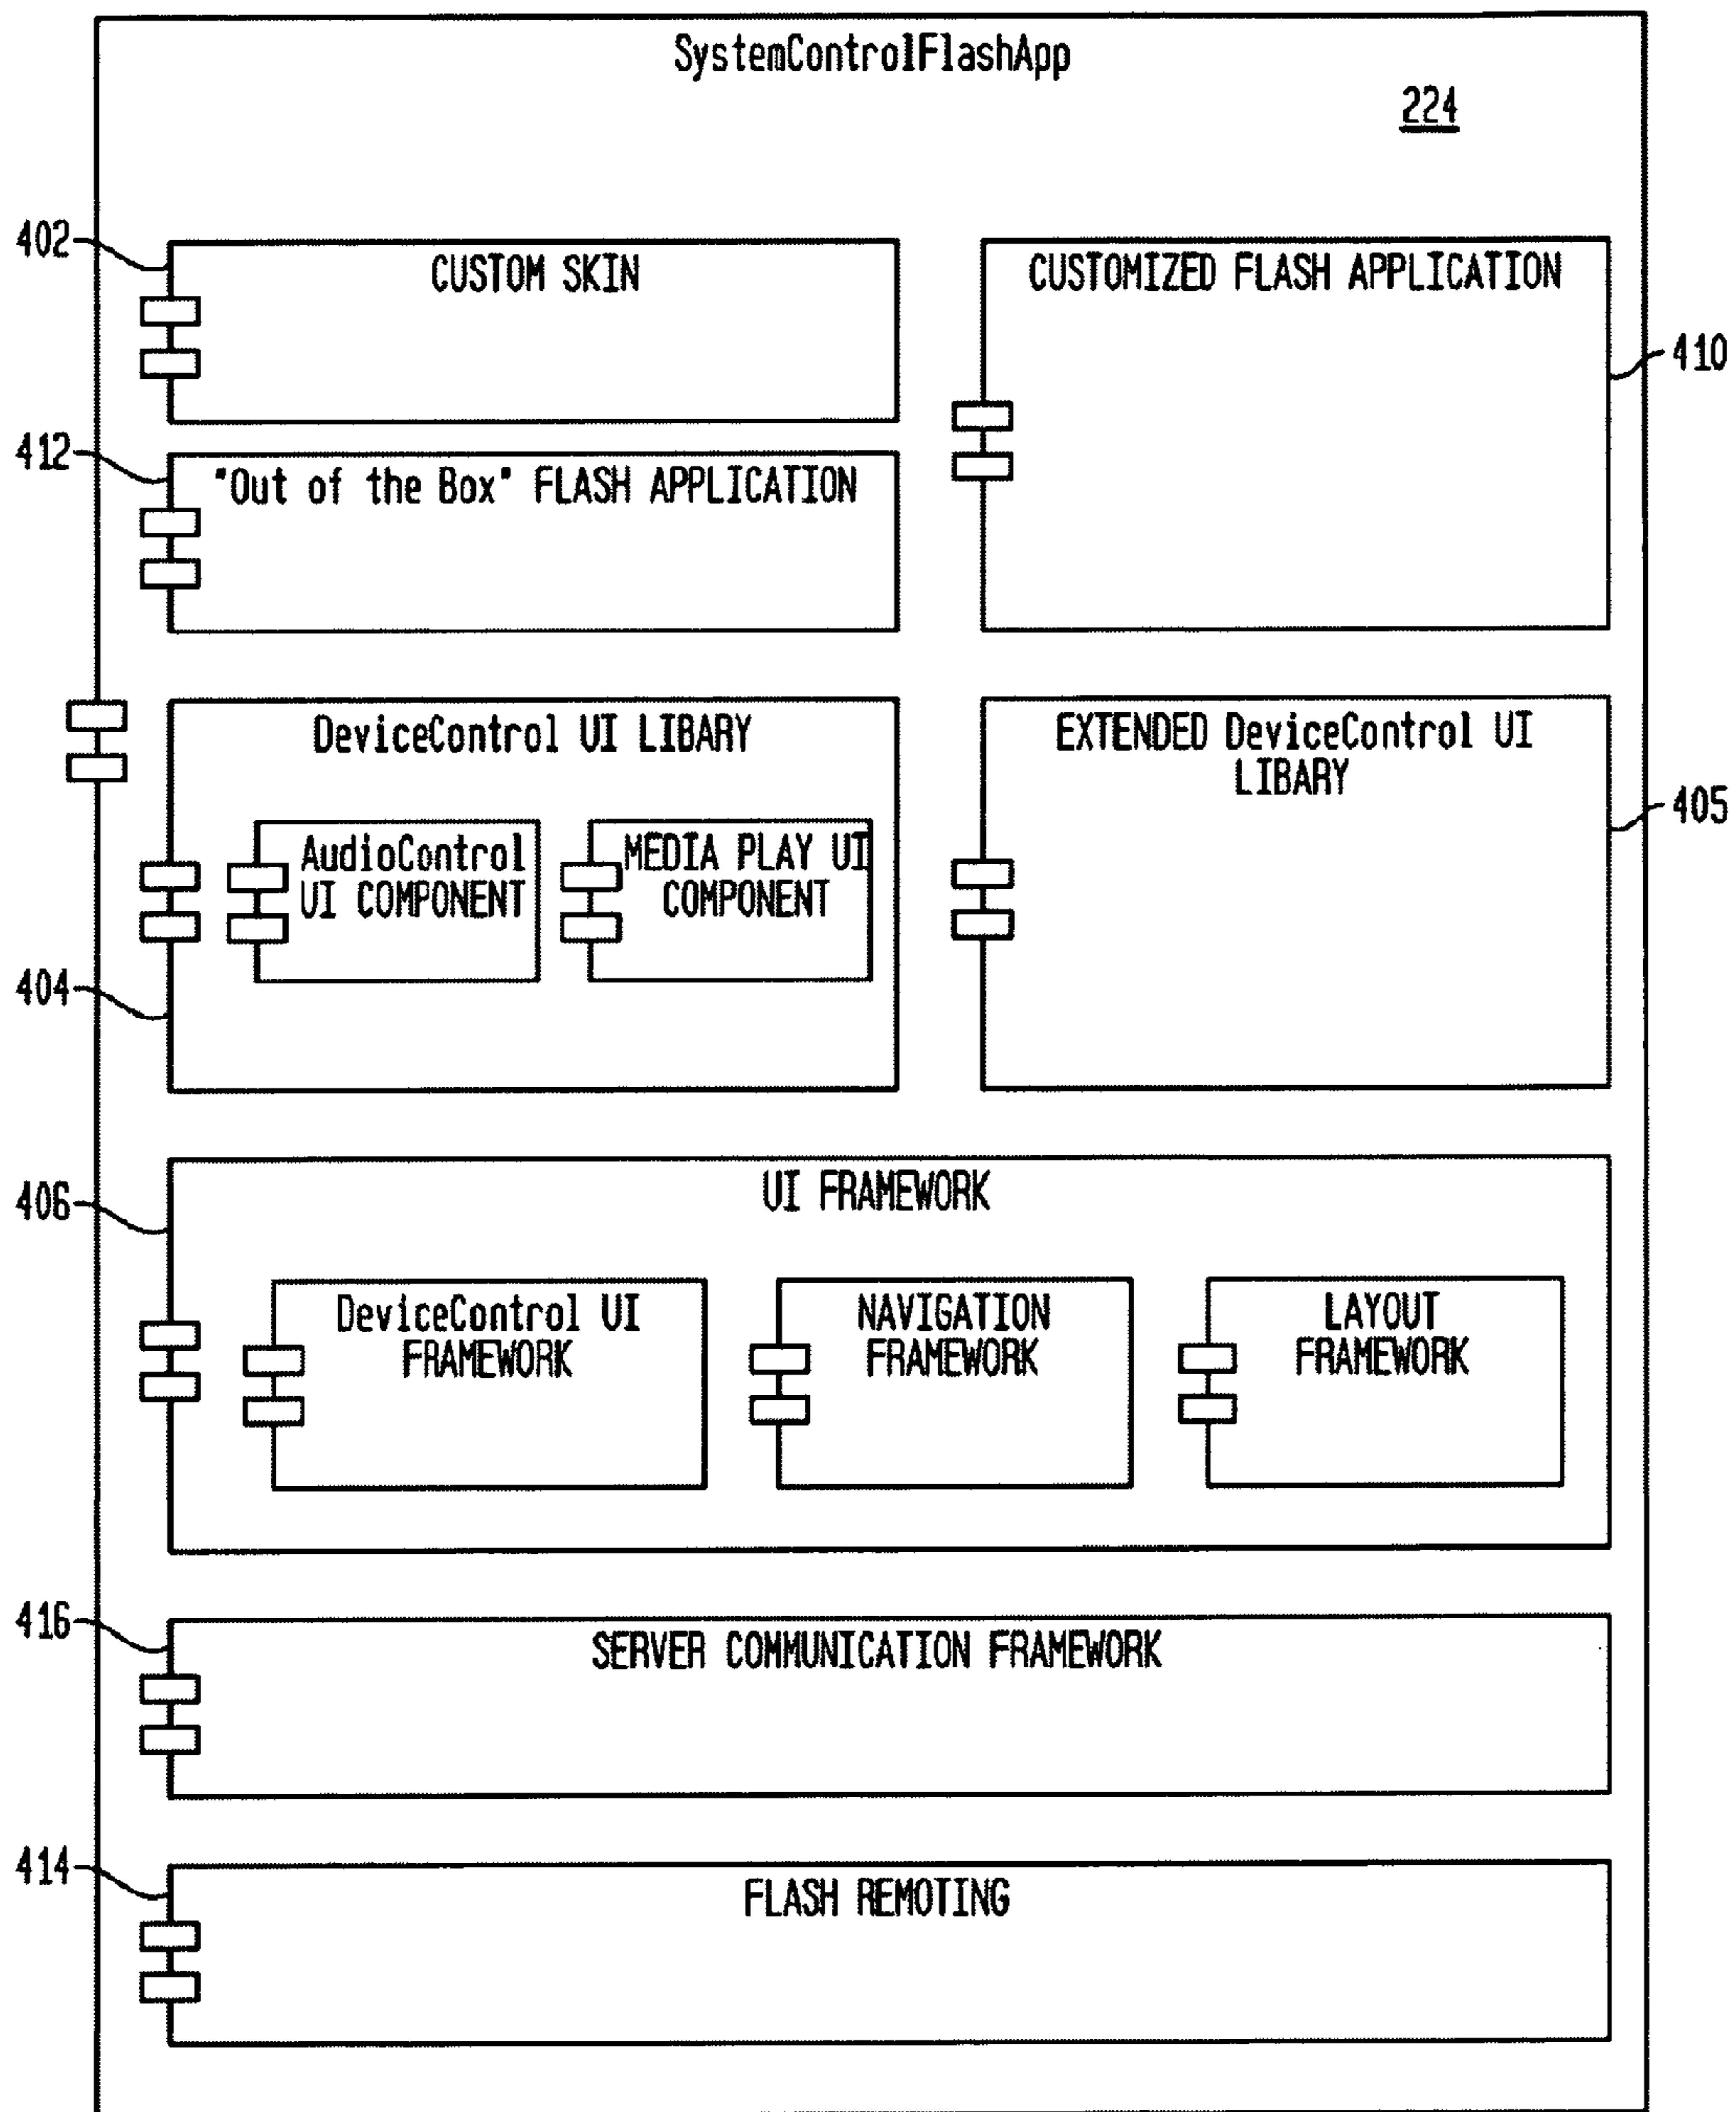 SystemControlFlashApp
224
402
CUSTOM SKIN
CUSTOMIZED FLASH APPLICATION
410
412
"Out of the Box" FLASH APPLICATION
DeviceControl UI LIBARY
EXTENDED DeviceControl UI
LIBARY
405
AudioControl
UI COMPONENT
MEDIA PLAY UI
COMPONENT
404
406
UI FRAMEWORK
DeviceControl UI
FRAMEWORK
NAVIGATION
FRAMEWORK
LAYOUT
FRAMEWORK
416
SERVER COMMUNICATION FRAMEWORK
414
FLASH REMOTING